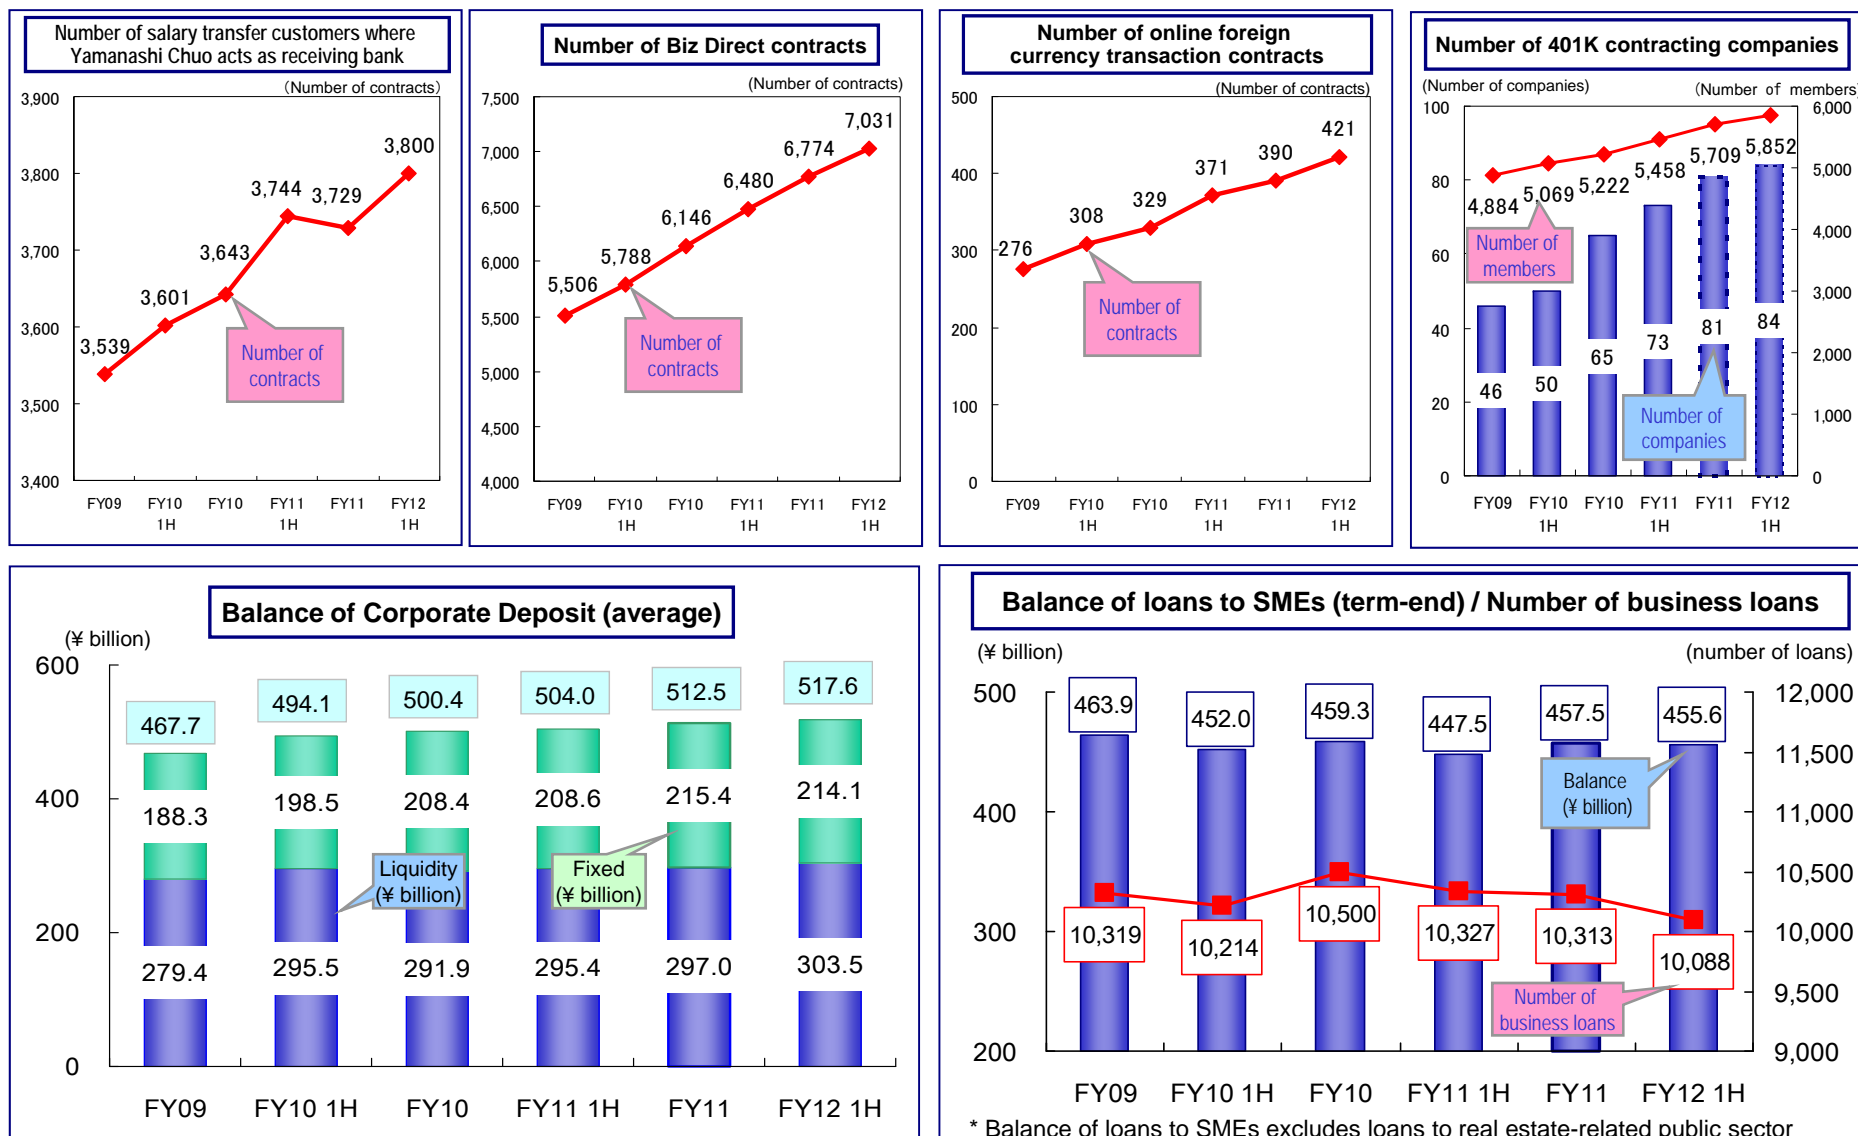 Number of salary transfer customers where
Yamanashi Chuo acts as receiving bank
(Number of contracts)
3,900
3,800
3,700
3,600
3,500
3,400
3,539
3,601
3,643
3,744
3,729
3,800
Number of
contracts
FY09 FY10 FY10 FY11 FY11 FY12
1H 1H 1H
Number of Biz Direct contracts
(Number of contracts)
7,500
7,000
6,500
6,000
5,500
5,000
4,500
4,000
5,506
5,788
6,146
6,480
6,774
7,031
Number of
contracts
FY09 FY10 FY10 FY11 FY11 FY12
1H 1H 1H
Number of online foreign
currency transaction contracts
(Number of contracts)
500
400
300
200
100
0
276
308
329
371
390
421
Number of
contracts
FY09 FY10 FY10 FY11 FY11 FY12
1H 1H 1H
Number of 401K contracting companies
(Number of companies) (Number of members)
100 6,000
80 5,000
60 4,000
40 3,000
20 2,000
0 1,000
0
4,884 5,069 5,222 5,458 5,709 5,852
Number of
members
46 50 65 73 81 84
Number of
companies
FY09 FY10 FY10 FY11 FY11 FY12
1H 1H 1H
Balance of Corporate Deposit (average)
(¥ billion)
600
400
200
0
467.7 494.1 500.4 504.0 512.5 517.6
188.3 198.5 208.4 208.6 215.4 214.1
Liquidity
(¥ billion)
Fixed
(¥ billion)
279.4 295.5 291.9 295.4 297.0 303.5
FY09 FY10 1H FY10 FY11 1H FY11 FY12 1H
Balance of loans to SMEs (term-end) / Number of business loans
(¥ billion) (number of loans)
500 12,000
11,500
400 11,000
10,500
300 10,000
9,500
200 9,000
463.9 452.0 459.3 447.5 457.5 455.6
Balance
(¥ billion)
10,319 10,214 10,500 10,327 10,313 10,088
Number of
business loans
FY09 FY10 1H FY10 FY11 1H FY11 FY12 1H
* Balance of loans to SMEs excludes loans to real estate-related public sector